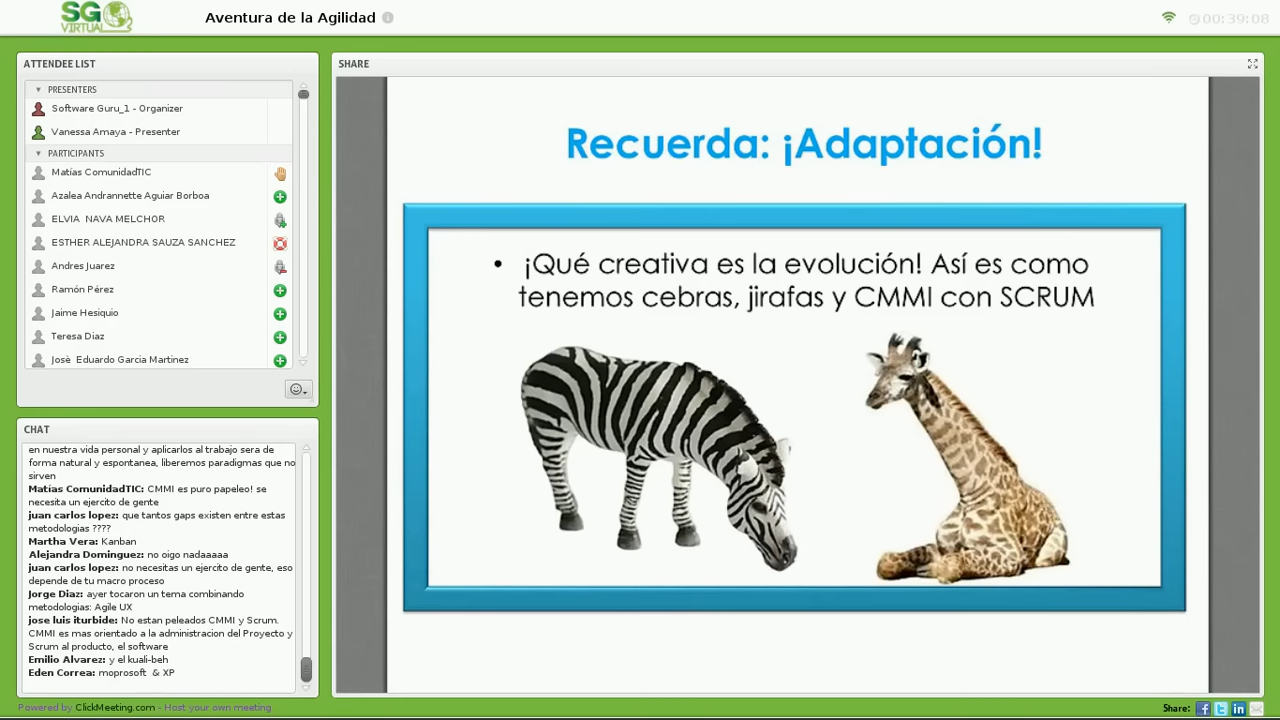 SG
VIRTUAL
Aventura de la Agilidad
00:39:08
ATTENDEE LIST
PRESENTERS
Software Guru_1 - Organizer
Vanessa Amaya - Presenter
PARTICIPANTS
Matías ComunidadTIC
Azalea Andrannette Aguiar Borboa
ELVIA NAVA MELCHOR
ESTHER ALEJANDRA SAUZA SANCHEZ
Andres Juarez
Ramón Pérez
Jaime Hesiquio
Teresa Diaz
Josè Eduardo Garcia Martinez
CHAT
en nuestra vida personal y aplicarlos al trabajo sera de
forma natural y espontanea, liberemos paradigmas que no
sirven
Matías ComunidadTIC: CMMI es puro papeleo! se
necesita un ejercito de gente
juan carlos lopez: que tantos gaps existen entre estas
metodologias ????
Martha Vera: Kanban
Alejandra Dominguez: no oigo nadaaaaa
juan carlos lopez: no necesitas un ejercito de gente, eso
depende de tu macro proceso
Jorge Diaz: ayer tocaron un tema combinando
metodologias: Agile UX
jose luis iturbide: No estan peleados CMMI y Scrum.
CMMI es mas orientado a la administracion del Proyecto y
Scrum al producto, el software
Emilio Alvarez: y el kuali-beh
Eden Correa: moprosoft & XP
SHARE
Recuerda: ¡Adaptación!
• ¡Qué creativa es la evolución! Así es como
tenemos cebras, jirafas y CMMI con SCRUM
Powered by ClickMeeting.com - Host your own meeting
Share: